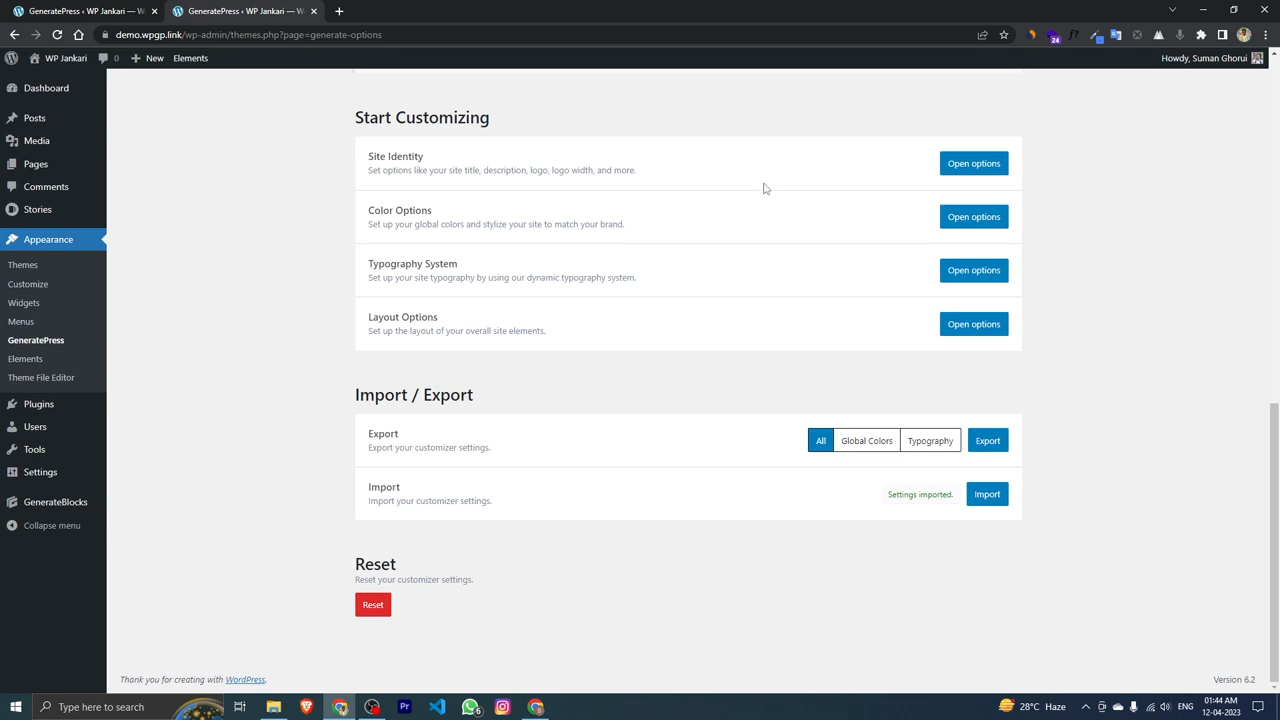 GeneratePress ‹ WP Jankari — W
GeneratePress ‹ WP Jankari — W
demo.wpgp.link/wp-admin/themes.php?page=generate-options
24
WP Jankari
0
New
Elements
Howdy, Suman Ghorui
Dashboard
Posts
Media
Pages
Comments
Stories
Appearance
Themes
Customize
Widgets
Menus
GeneratePress
Elements
Theme File Editor
Plugins
Users
Tools
Settings
GenerateBlocks
Collapse menu
Start Customizing
Site Identity
Set options like your site title, description, logo, logo width, and more.
Open options
Color Options
Set up your global colors and stylize your site to match your brand.
Open options
Typography System
Set up your site typography by using our dynamic typography system.
Open options
Layout Options
Set up the layout of your overall site elements.
Open options
Import / Export
Export
Export your customizer settings.
All
Global Colors
Typography
Export
Import
Import your customizer settings.
Settings imported.
Import
Reset
Reset your customizer settings.
Reset
Thank you for creating with WordPress.
Version 6.2
Type here to search
Pr
6
28°C Haze
ENG
01:44 AM
12-04-2023